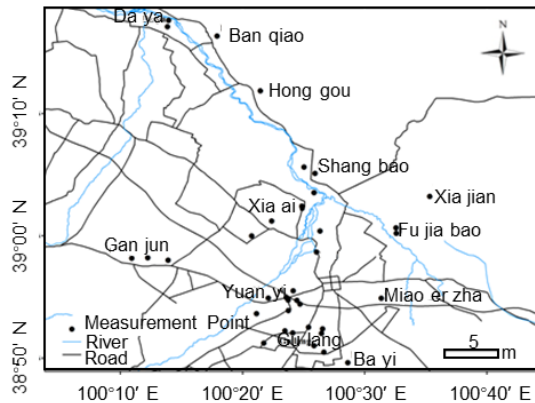 Da ya
Ban qiao
N
Hong gou
39°10′ N
Shang bao
Xia ai
Xia jian
Fu jia bao
39°00′ N
Gan jun
Yuan yi
Miao er zha
Measurement Point
River
Road
Gu lang
5
m
Ba yi
38°50′ N
100°10′ E
100°20′ E
100°30′ E
100°40′ E